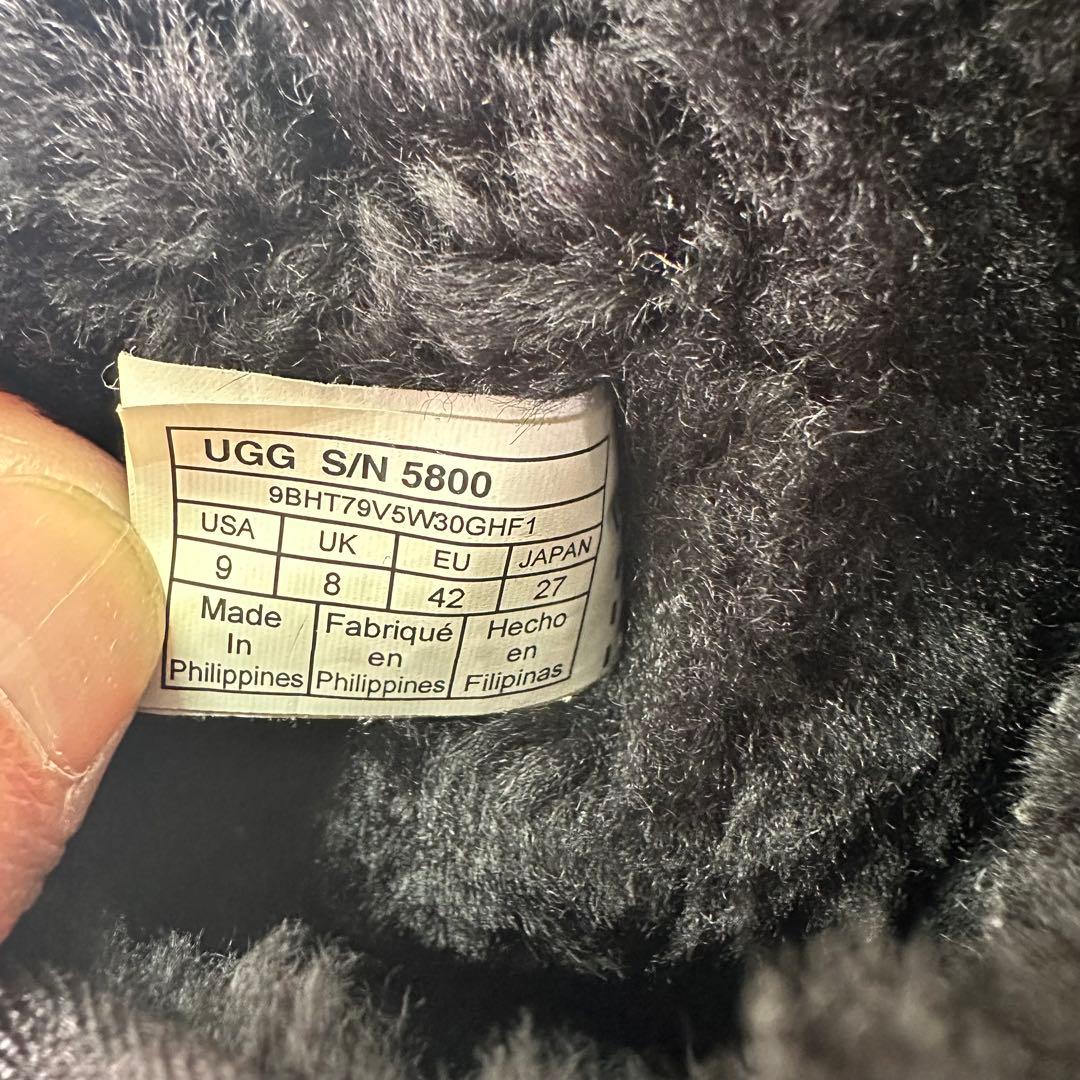 UGG S/N 5800
9BHT79V5W30GHF1
USA UK EU JAPAN
9 8 42 27
Made In Philippines
Fabriqué en Philippines
Hecho en Filipinas